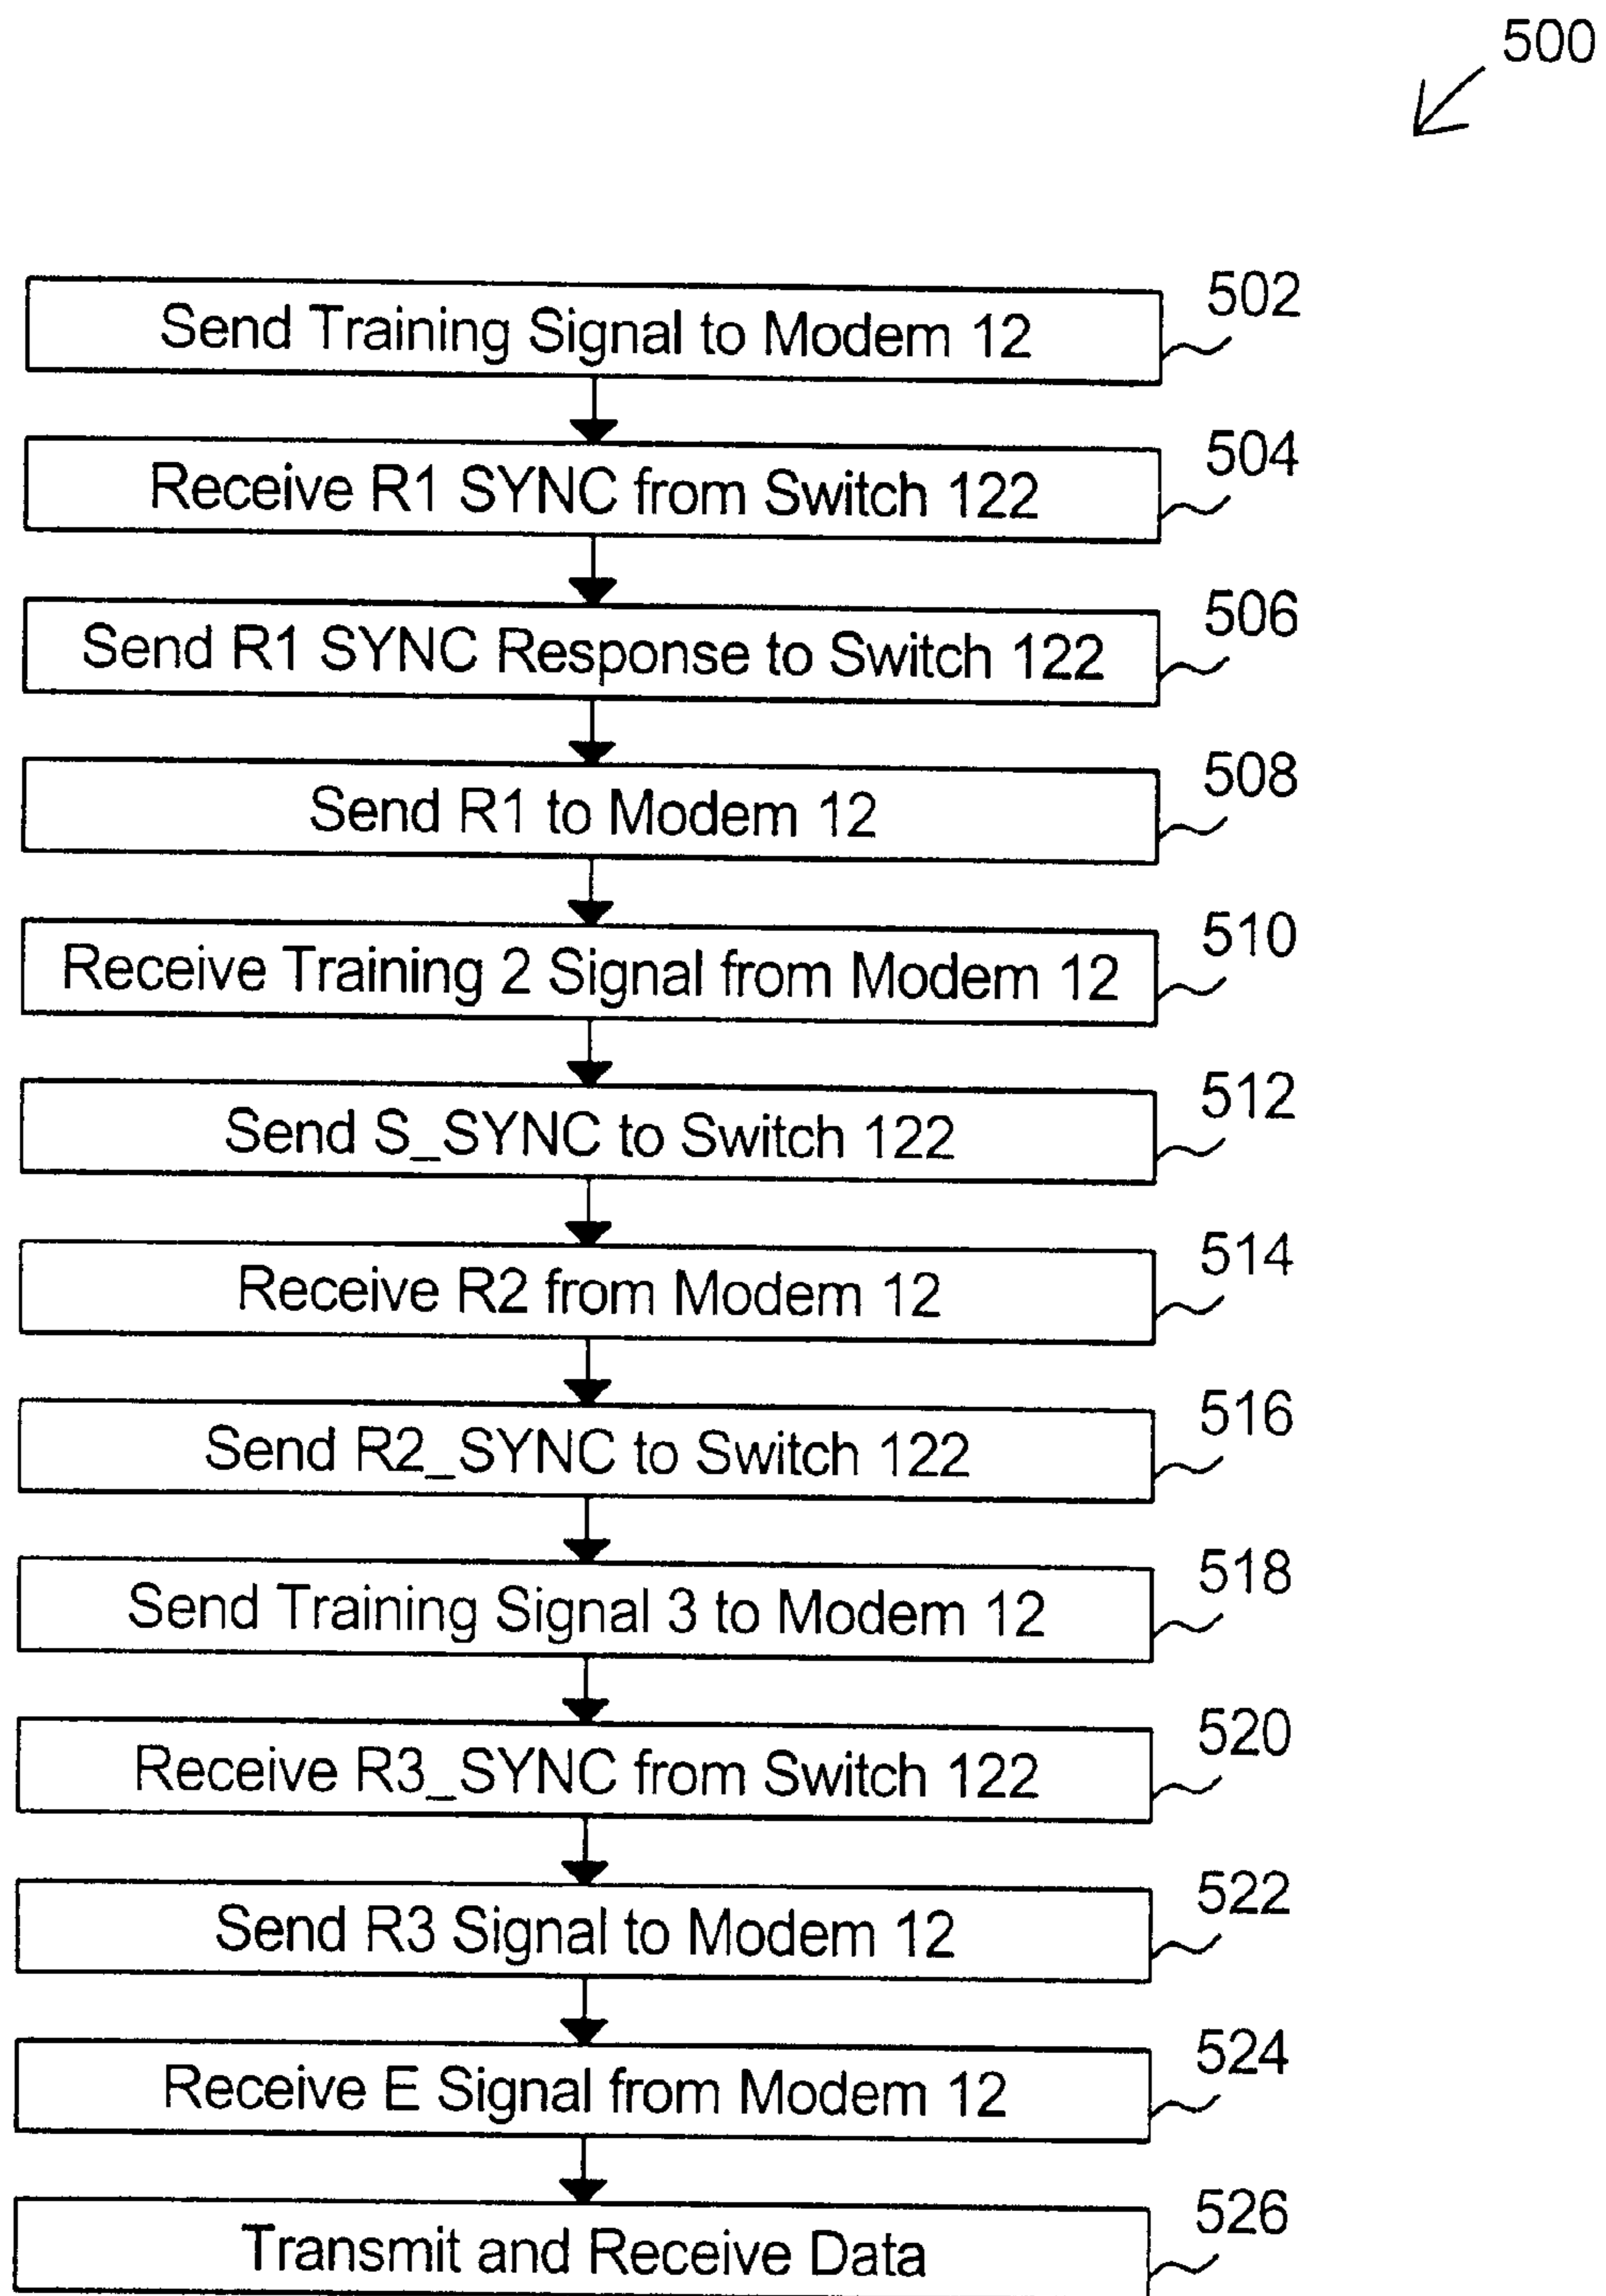 500
Send Training Signal to Modem 12 502
Receive R1 SYNC from Switch 122 504
Send R1 SYNC Response to Switch 122 506
Send R1 to Modem 12 508
Receive Training 2 Signal from Modem 12 510
Send S_SYNC to Switch 122 512
Receive R2 from Modem 12 514
Send R2_SYNC to Switch 122 516
Send Training Signal 3 to Modem 12 518
Receive R3_SYNC from Switch 122 520
Send R3 Signal to Modem 12 522
Receive E Signal from Modem 12 524
Transmit and Receive Data 526